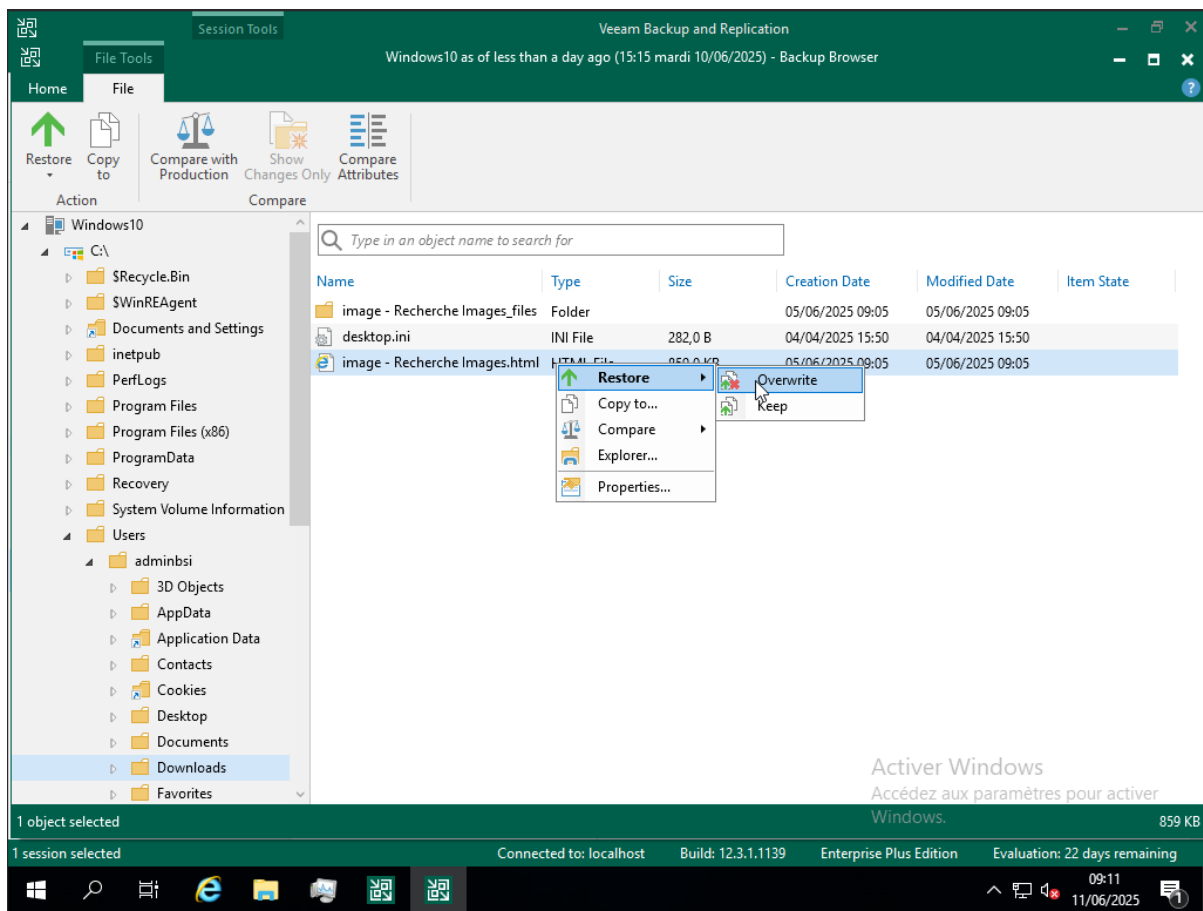 Session Tools
Veeam Backup and Replication
File Tools
Windows10 as of less than a day ago (15:15 mardi 10/06/2025) - Backup Browser
Home File
Restore Copy to Compare with Production Show Changes Only Compare Attributes
Action Compare
Windows10
C:\
$Recycle.Bin
$WinREAgent
Documents and Settings
inetpub
PerfLogs
Program Files
Program Files (x86)
ProgramData
Recovery
System Volume Information
Users
adminbsi
3D Objects
AppData
Application Data
Contacts
Cookies
Desktop
Documents
Downloads
Favorites
Type in an object name to search for
Name Type Size Creation Date Modified Date Item State
image - Recherche Images_files Folder 05/06/2025 09:05 05/06/2025 09:05
desktop.ini INI File 282,0 B 04/04/2025 15:50 04/04/2025 15:50
image - Recherche Images.html HTML File 859,0 KB 05/06/2025 09:05 05/06/2025 09:05
Restore
Copy to...
Compare
Explorer...
Properties...
Overwrite
Keep
Activer Windows
Accédez aux paramètres pour activer
Windows.
1 object selected 859 KB
1 session selected Connected to: localhost Build: 12.3.1.1139 Enterprise Plus Edition Evaluation: 22 days remaining
09:11
11/06/2025
1